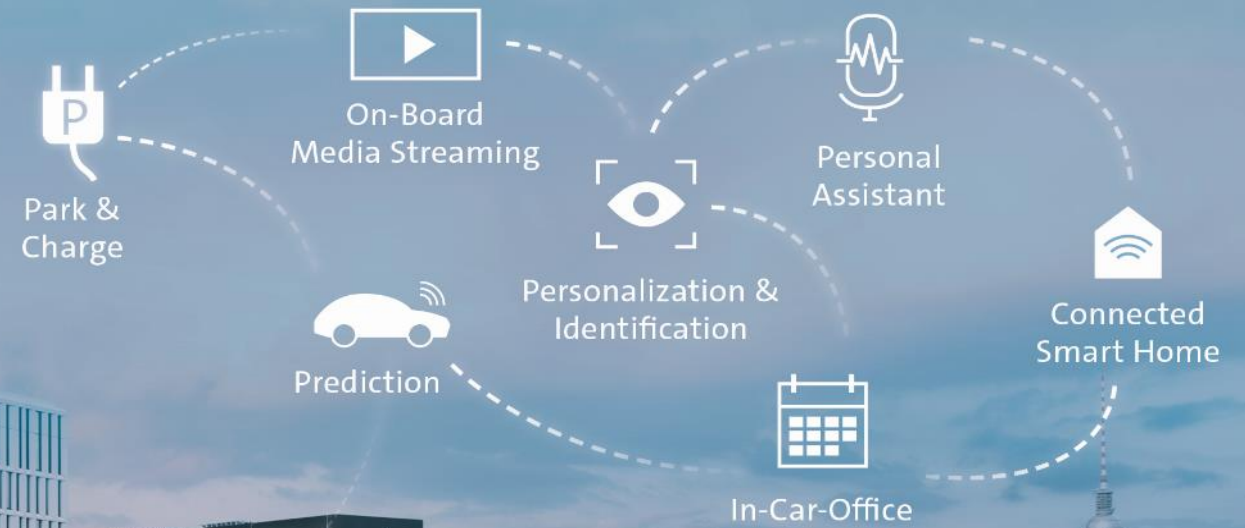 P
On-Board
Media Streaming
Personal
Assistant
Park &
Charge
Personalization &
Identification
Connected
Smart Home
Prediction
In-Car-Office